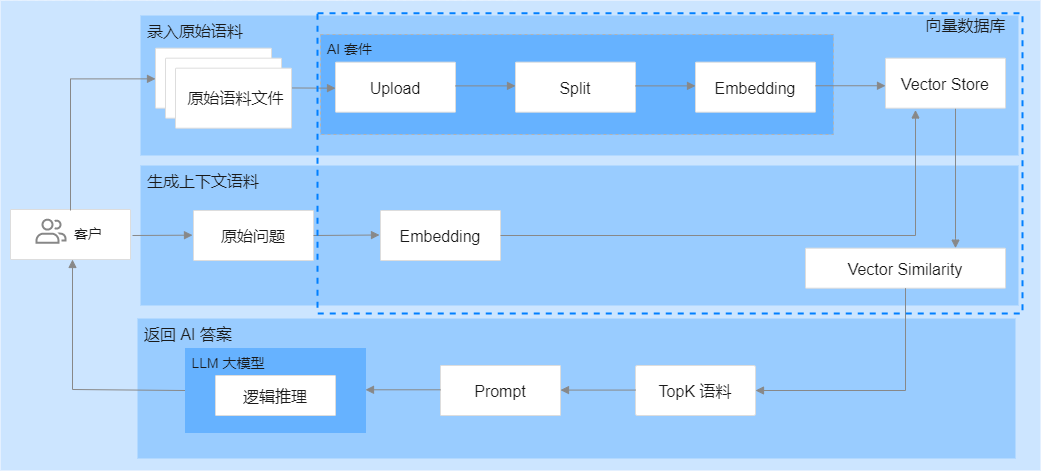 录入原始语料
向量数据库
AI 套件
原始语料文件
Upload
Split
Embedding
Vector Store
生成上下文语料
客户
原始问题
Embedding
Vector Similarity
返回 AI 答案
LLM 大模型
逻辑推理
Prompt
TopK 语料